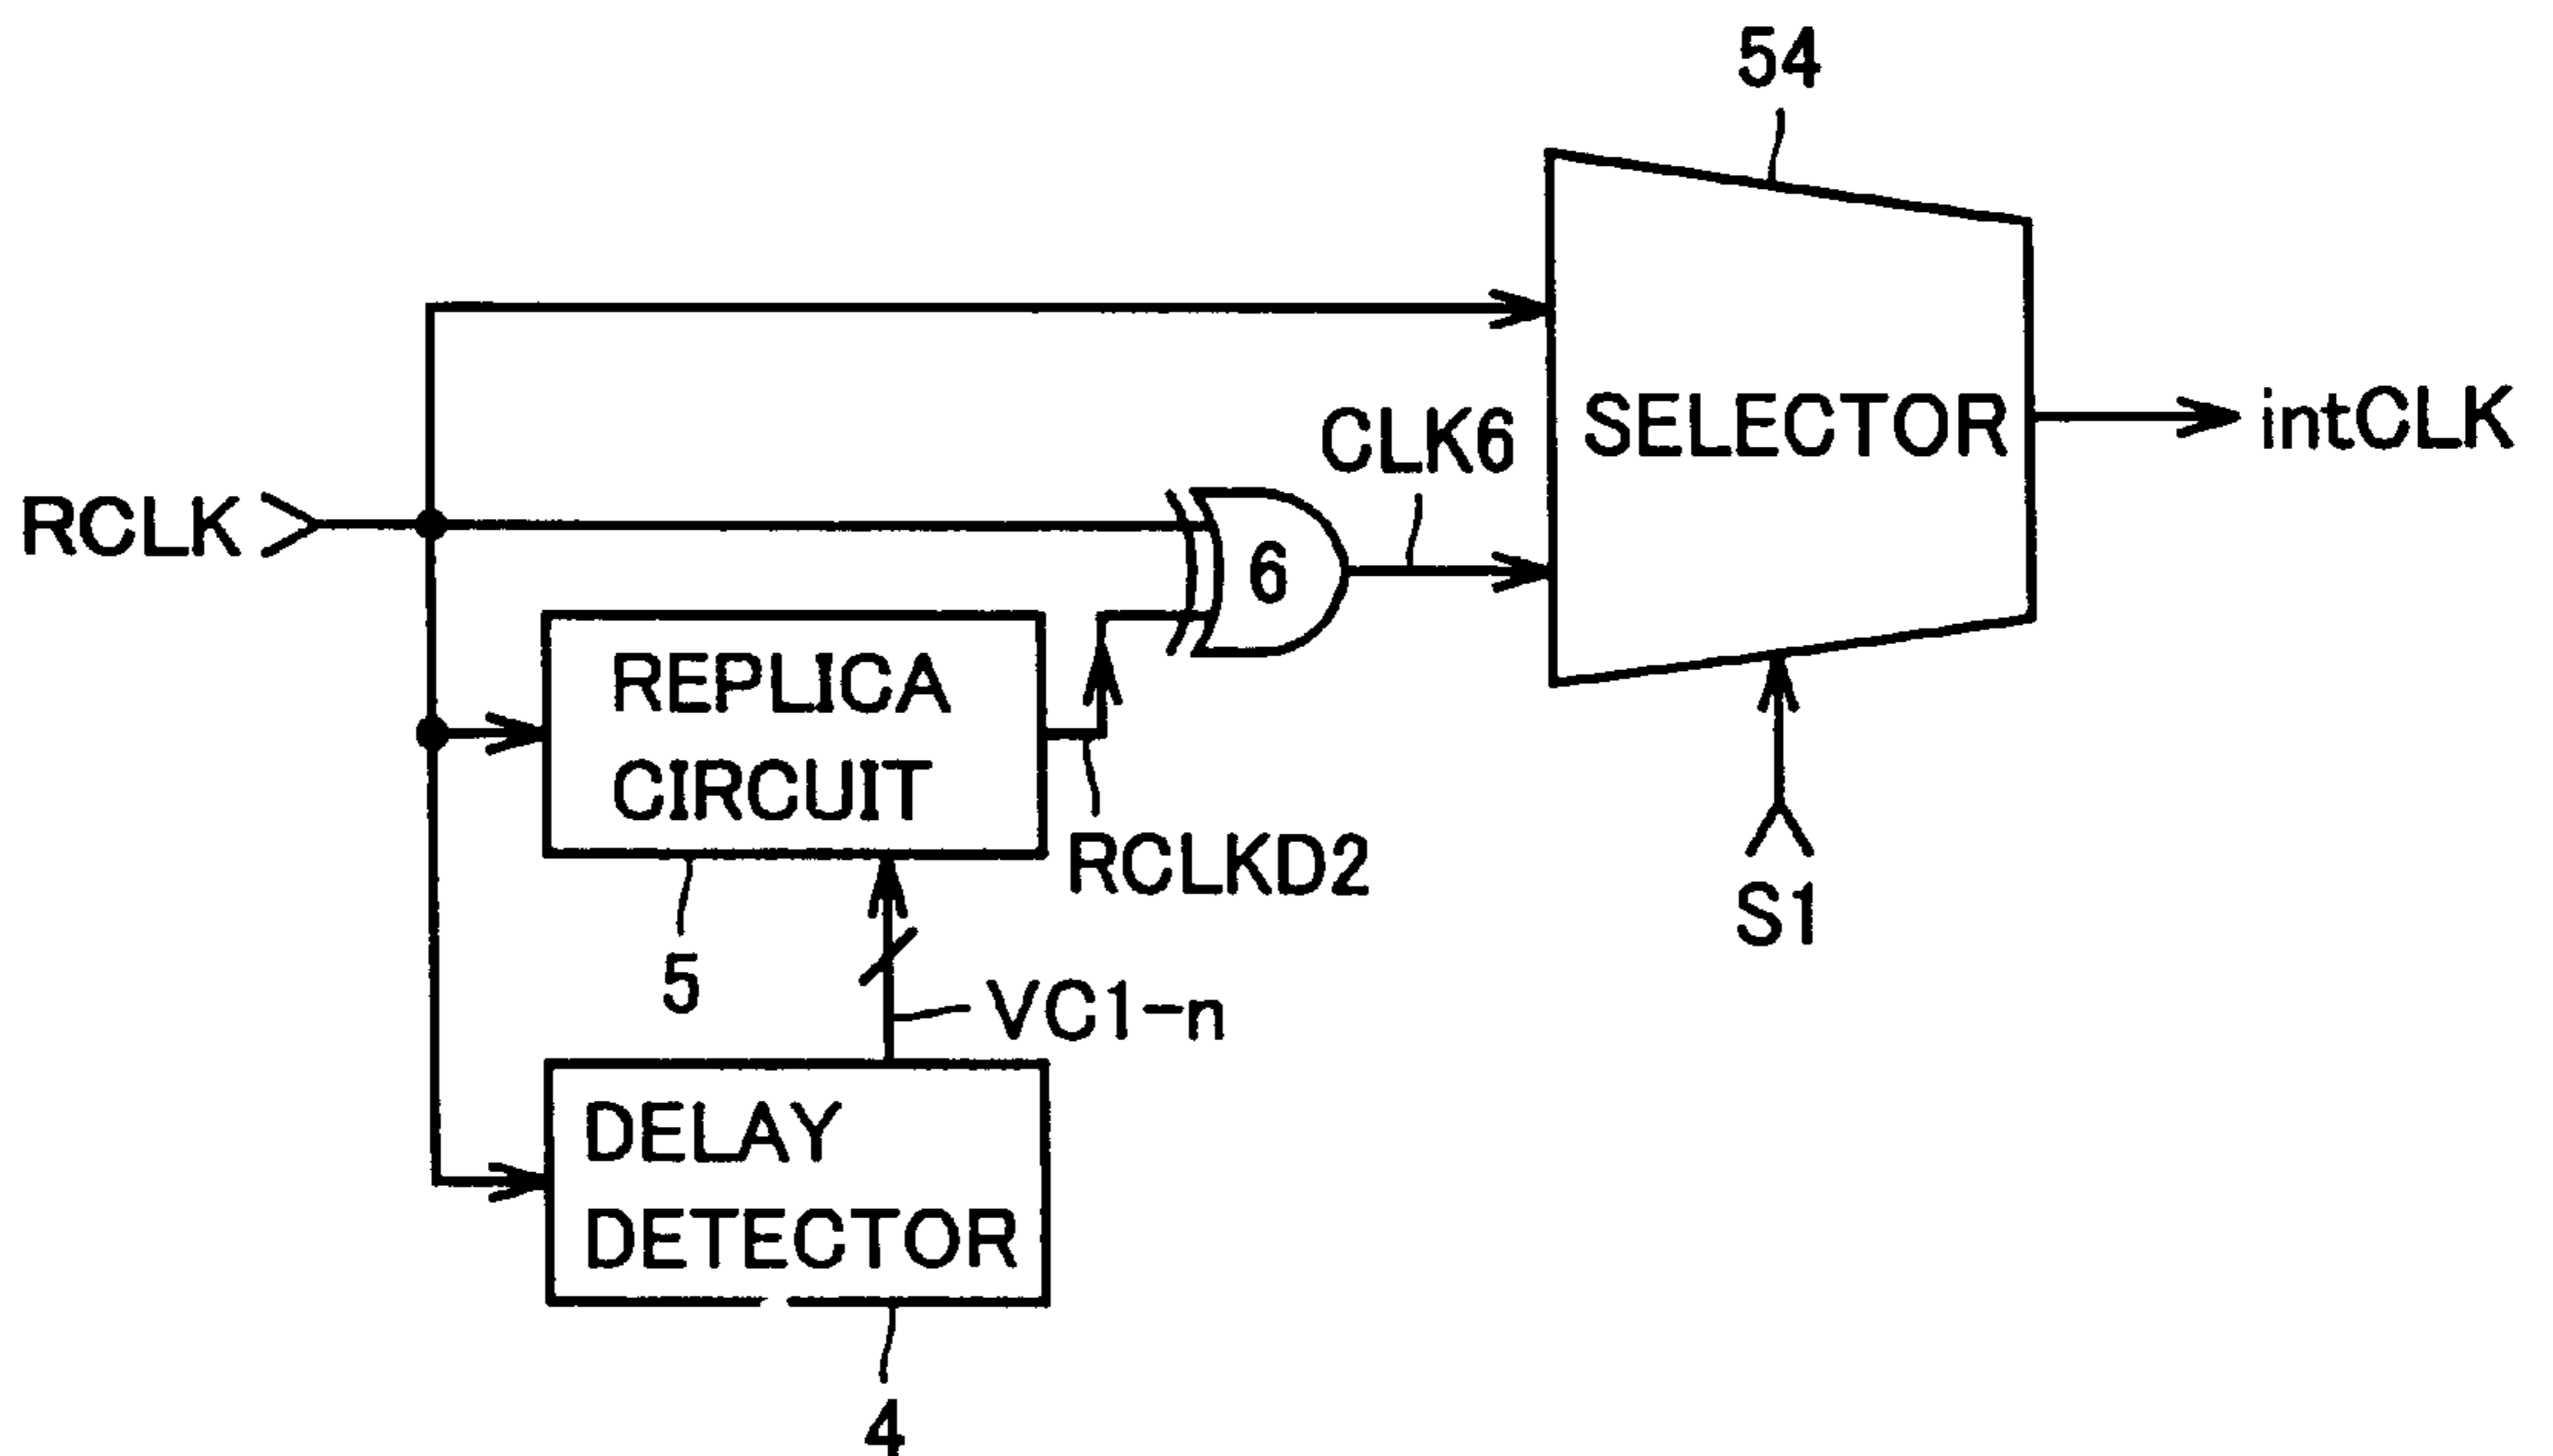 54
SELECTOR
intCLK
CLK6
RCLK
6
REPLICA
CIRCUIT
RCLKD2
S1
5
VC1-n
DELAY
DETECTOR
4